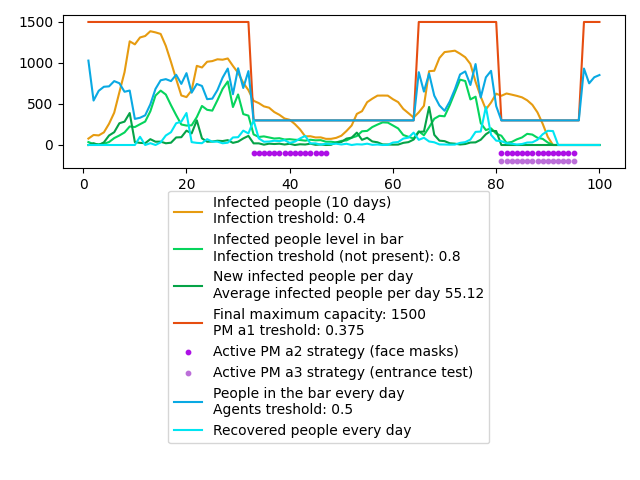 1500
1000
500
0
0
20
40
60
80
100
Infected people (10 days)
Infection treshold: 0.4
Infected people level in bar
Infection treshold (not present): 0.8
New infected people per day
Average infected people per day 55.12
Final maximum capacity: 1500
PM a1 treshold: 0.375
Active PM a2 strategy (face masks)
Active PM a3 strategy (entrance test)
People in the bar every day
Agents treshold: 0.5
Recovered people every day